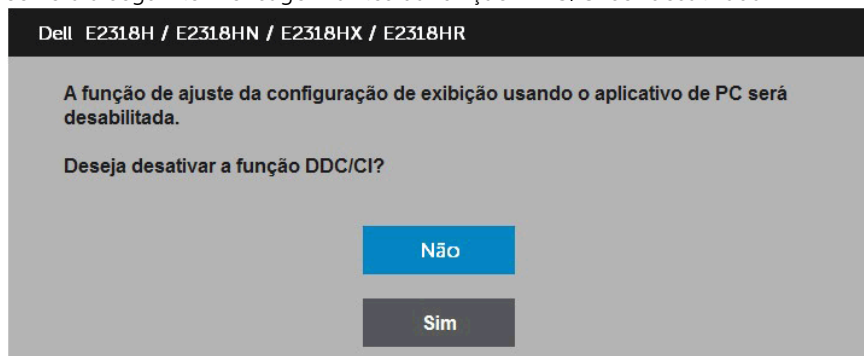 Dell E2318H / E2318HN / E2318HX / E2318HR
A função de ajuste da configuração de exibição usando o aplicativo de PC será
desabilitada.
Deseja desativar a função DDC/CI?
Não
Sim